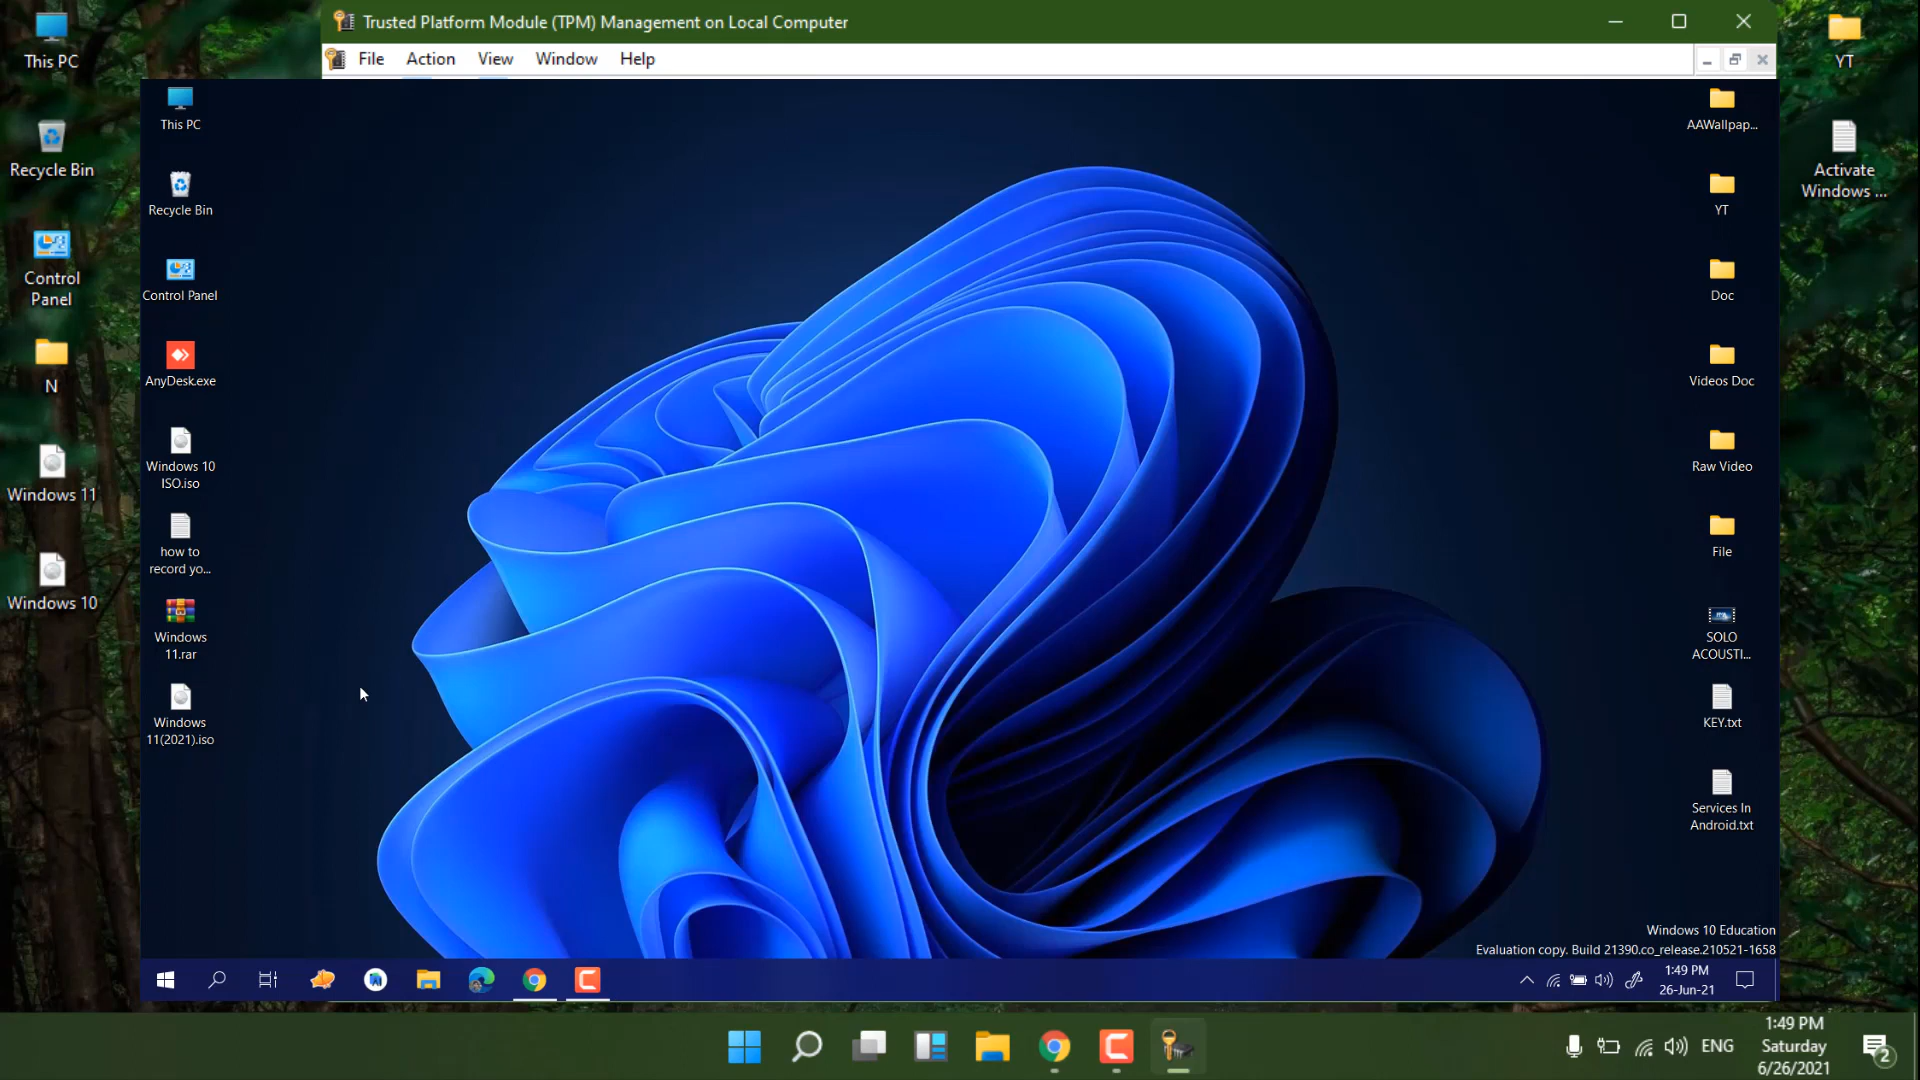 Trusted Platform Module (TPM) Management on Local Computer
File Action View Window Help
This PC
Recycle Bin
Control
Panel
N
Windows 11
Windows 10
This PC
Recycle Bin
Control Panel
AnyDesk.exe
Windows 10
ISO.iso
how to
record yo...
Windows
11.rar
Windows
11(2021).iso
AAWallpap...
YT
Doc
Videos Doc
Raw Video
File
SOLO
ACOUSTI...
KEY.txt
Services In
Android.txt
YT
Activate
Windows ...
Windows 10 Education
Evaluation copy. Build 21390.co_release.210521-1658
1:49 PM
26-Jun-21
ENG
1:49 PM
Saturday
6/26/2021
2